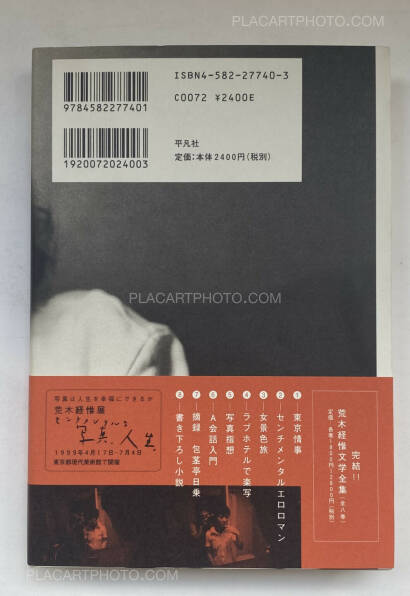 PLACARTPHOTO.COM
ISBN4-582-27740-3
9784582277401
C0072 ¥2400E
平凡社
定価:本体2400円(税別)
1920072024003
PLACARTPHOTO.COM
完結!!
荒木経惟文学全集(全八巻)
①—東京情事
②—センチメンタルエロロマン
③—女景色旅
④—ラブホテルで楽写
⑤—写真指想
⑥—A会話入門
⑦—摘録 包茎亭日乗
⑧—書き下ろし小説
写真は人生を幸福にできるか
荒木経惟展
センチメンタルな
写真、人生。
1999年4月17日-7月4日
東京都現代美術館で開催
PLACARTPHOTO.COM